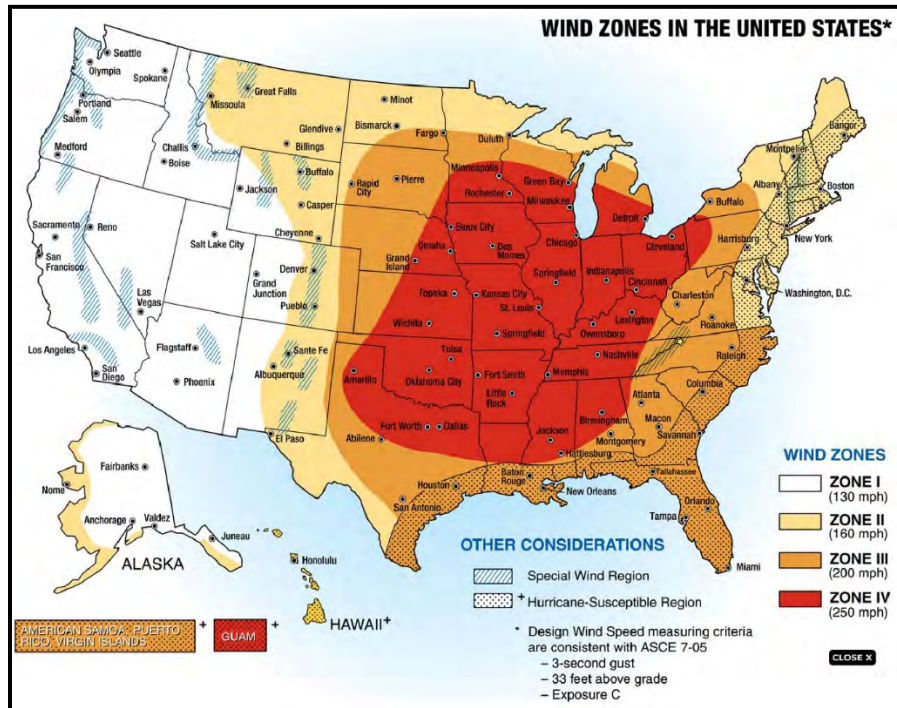 WIND ZONES IN THE UNITED STATES*
Seattle
Olympia
Spokane
Portland
Salem
Medford
Missoula
Great Falls
Challis
Boise
Glendive
Billings
Minot
Bismarck
Fargo
Duluth
Buffalo
Jackson
Casper
Rapid City
Pierre
Minneapolis
Rochester
Green Bay
Milwaukee
Bangor
Montpelier
Albany
Boston
Buffalo
Detroit
Cleveland
New York
Harrisburg
Washington, D.C.
Sacramento
San Francisco
Reno
Salt Lake City
Cheyenne
Sioux City
Omaha
Grand Island
Des Moines
Chicago
Springfield
Indianapolis
Cincinnati
Charleston
Roanoke
Denver
Grand Junction
Pueblo
Las Vegas
Topeka
Kansas City
St. Louis
Lexington
Owensboro
Wichita
Springfield
Nashville
Raleigh
Los Angeles
San Diego
Flagstaff
Phoenix
Sante Fe
Albuquerque
Amarillo
Tulsa
Oklahoma City
Fort Smith
Little Rock
Memphis
Columbia
Atlanta
Macon
Savannah
Birmingham
Montgomery
El Paso
Abilene
Fort Worth
Dallas
Jackson
Hattiesburg
Tallahassee
Houston
San Antonio
Baton Rouge
New Orleans
Orlando
Tampa
Miami
Fairbanks
Nome
Anchorage
Valdez
Juneau
ALASKA
Honolulu
HAWAII+
AMERICAN SAMOA, PUERTO
RICO, VIRGIN ISLANDS
+
GUAM
+
OTHER CONSIDERATIONS
Special Wind Region
+ Hurricane-Susceptible Region
* Design Wind Speed measuring criteria
are consistent with ASCE 7-05
– 3-second gust
– 33 feet above grade
– Exposure C
WIND ZONES
ZONE I
(130 mph)
ZONE II
(160 mph)
ZONE III
(200 mph)
ZONE IV
(250 mph)
CLOSE X